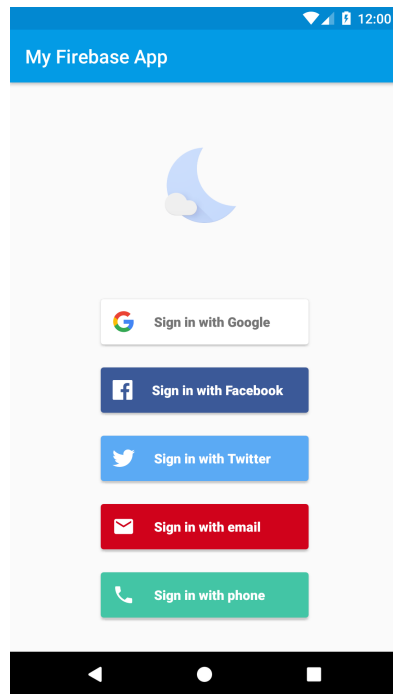 12:00
My Firebase App
Sign in with Google
Sign in with Facebook
Sign in with Twitter
Sign in with email
Sign in with phone